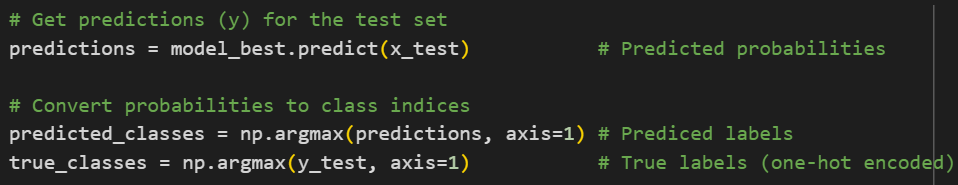 # Get predictions (y) for the test set
predictions = model_best.predict(x_test) # Predicted probabilities
# Convert probabilities to class indices
predicted_classes = np.argmax(predictions, axis=1) # Prediced labels
true_classes = np.argmax(y_test, axis=1) # True labels (one-hot encoded)